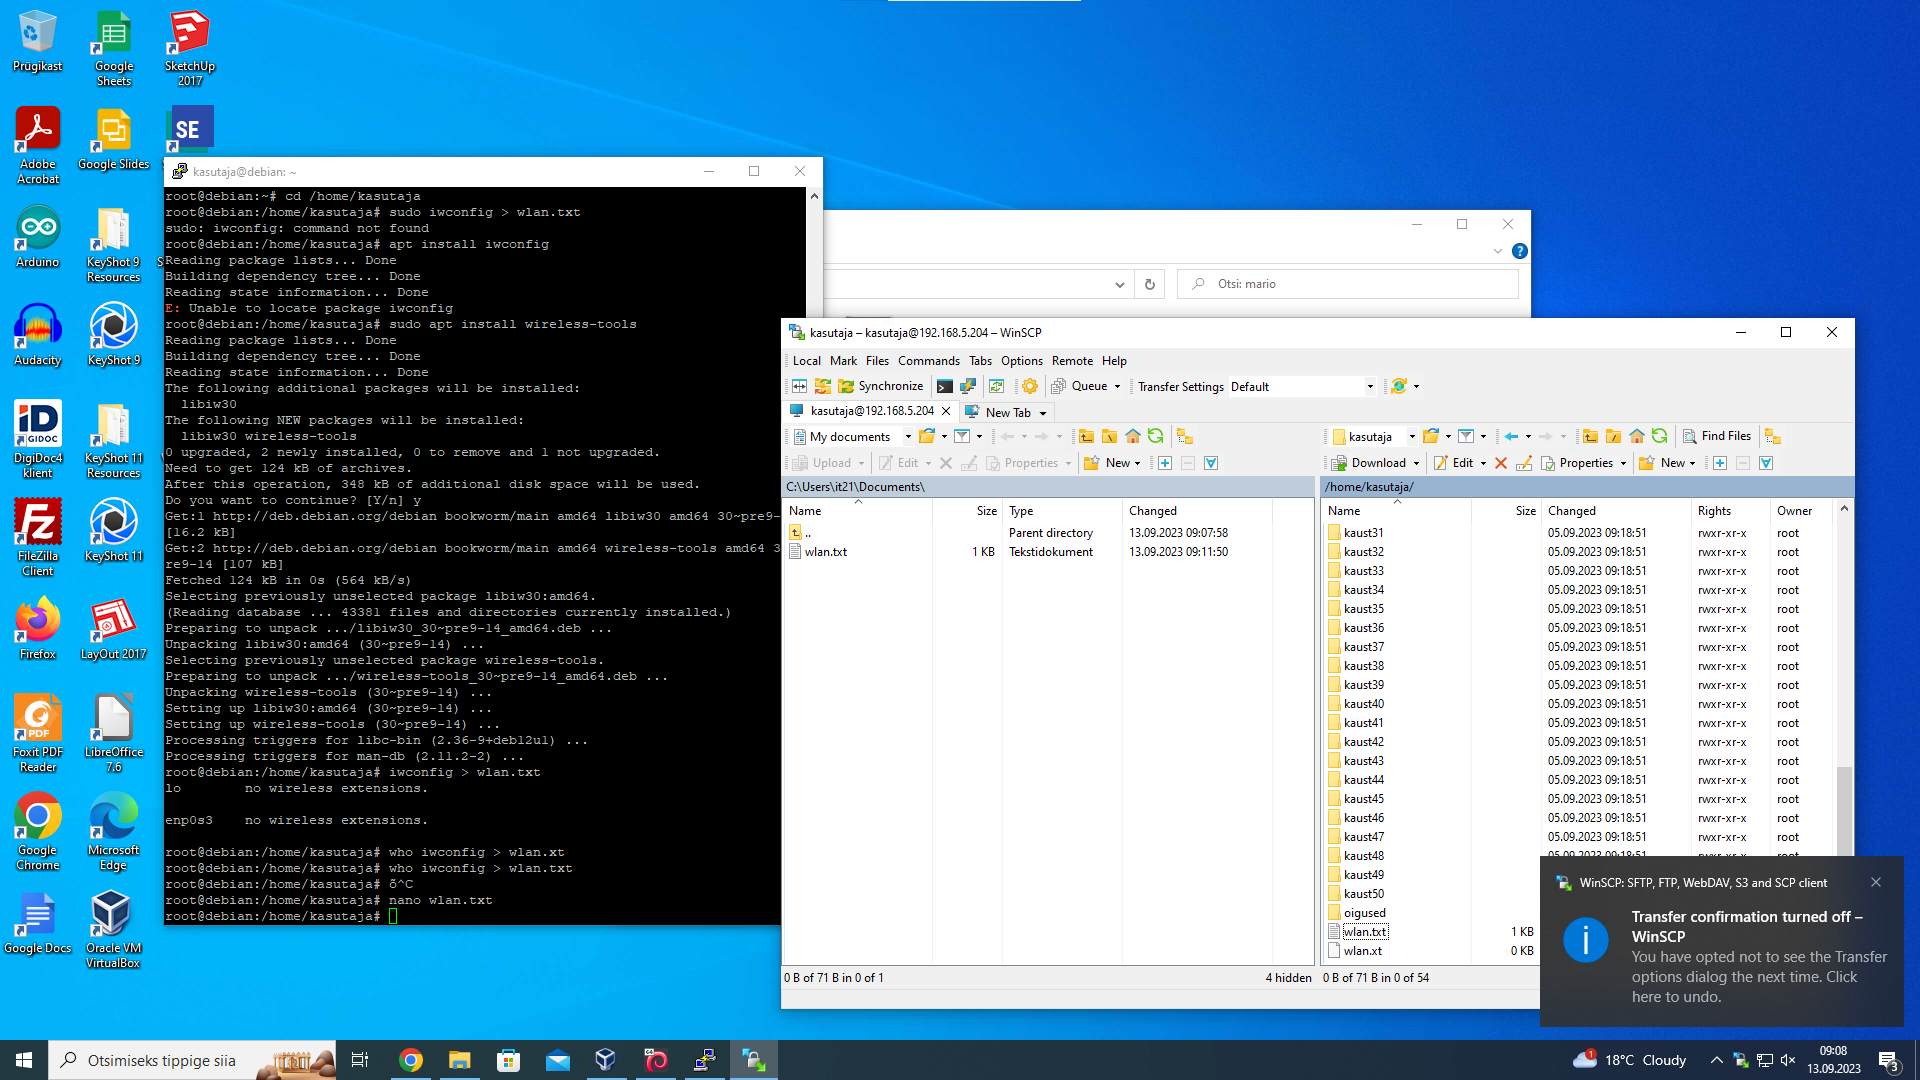 Prügikast
Google Sheets
SketchUp 2017
Adobe Acrobat
Google Slides
SE
Arduino
KeyShot 9 Resources
Audacity
KeyShot 9
iD
GIDOC
DigiDoc4 klient
KeyShot 11 Resources
FileZilla Client
KeyShot 11
Firefox
LayOut 2017
PDF
Foxit PDF Reader
LibreOffice 7.6
Google Chrome
Microsoft Edge
Google Docs
Oracle VM VirtualBox
kasutaja@debian: ~
root@debian:~# cd /home/kasutaja
root@debian:/home/kasutaja# sudo iwconfig > wlan.txt
sudo: iwconfig: command not found
root@debian:/home/kasutaja# apt install iwconfig
Reading package lists... Done
Building dependency tree... Done
Reading state information... Done
E: Unable to locate package iwconfig
root@debian:/home/kasutaja# sudo apt install wireless-tools
Reading package lists... Done
Building dependency tree... Done
Reading state information... Done
The following additional packages will be installed:
libiw30
The following NEW packages will be installed:
libiw30 wireless-tools
0 upgraded, 2 newly installed, 0 to remove and 1 not upgraded.
Need to get 124 kB of archives.
After this operation, 348 kB of additional disk space will be used.
Do you want to continue? [Y/n] y
Get:1 http://deb.debian.org/debian bookworm/main amd64 libiw30 amd64 30~pre9-
[16.2 kB]
Get:2 http://deb.debian.org/debian bookworm/main amd64 wireless-tools amd64 3
re9-14 [107 kB]
Fetched 124 kB in 0s (564 kB/s)
Selecting previously unselected package libiw30:amd64.
(Reading database ... 43381 files and directories currently installed.)
Preparing to unpack .../libiw30_30~pre9-14_amd64.deb ...
Unpacking libiw30:amd64 (30~pre9-14) ...
Selecting previously unselected package wireless-tools.
Preparing to unpack .../wireless-tools_30~pre9-14_amd64.deb ...
Unpacking wireless-tools (30~pre9-14) ...
Setting up libiw30:amd64 (30~pre9-14) ...
Setting up wireless-tools (30~pre9-14) ...
Processing triggers for libc-bin (2.36-9+deb12u1) ...
Processing triggers for man-db (2.11.2-2) ...
root@debian:/home/kasutaja# iwconfig > wlan.txt
lo        no wireless extensions.
enp0s3    no wireless extensions.
root@debian:/home/kasutaja# who iwconfig > wlan.xt
root@debian:/home/kasutaja# who iwconfig > wlan.txt
root@debian:/home/kasutaja# õ^C
root@debian:/home/kasutaja# nano wlan.txt
root@debian:/home/kasutaja#
Otsi: mario
kasutaja – kasutaja@192.168.5.204 – WinSCP
Local Mark Files Commands Tabs Options Remote Help
Synchronize Queue Transfer Settings Default
kasutaja@192.168.5.204 New Tab
My documents
Upload Edit Properties New
C:\Users\it21\Documents\
Name Size Type Changed
.. Parent directory 13.09.2023 09:07:58
wlan.txt 1 KB Tekstidokument 13.09.2023 09:11:50
0 B of 71 B in 0 of 1 4 hidden
kasutaja Find Files
Download Edit Properties New
/home/kasutaja/
Name Size Changed Rights Owner
kaust31 05.09.2023 09:18:51 rwxr-xr-x root
kaust32 05.09.2023 09:18:51 rwxr-xr-x root
kaust33 05.09.2023 09:18:51 rwxr-xr-x root
kaust34 05.09.2023 09:18:51 rwxr-xr-x root
kaust35 05.09.2023 09:18:51 rwxr-xr-x root
kaust36 05.09.2023 09:18:51 rwxr-xr-x root
kaust37 05.09.2023 09:18:51 rwxr-xr-x root
kaust38 05.09.2023 09:18:51 rwxr-xr-x root
kaust39 05.09.2023 09:18:51 rwxr-xr-x root
kaust40 05.09.2023 09:18:51 rwxr-xr-x root
kaust41 05.09.2023 09:18:51 rwxr-xr-x root
kaust42 05.09.2023 09:18:51 rwxr-xr-x root
kaust43 05.09.2023 09:18:51 rwxr-xr-x root
kaust44 05.09.2023 09:18:51 rwxr-xr-x root
kaust45 05.09.2023 09:18:51 rwxr-xr-x root
kaust46 05.09.2023 09:18:51 rwxr-xr-x root
kaust47 05.09.2023 09:18:51 rwxr-xr-x root
kaust48
kaust49
kaust50
oigused
wlan.txt 1 KB
wlan.xt 0 KB
0 B of 71 B in 0 of 54
WinSCP: SFTP, FTP, WebDAV, S3 and SCP client
Transfer confirmation turned off –
WinSCP
You have opted not to see the Transfer
options dialog the next time. Click
here to undo.
Otsimiseks tippige siia
1
18°C Cloudy
09:08
13.09.2023
3